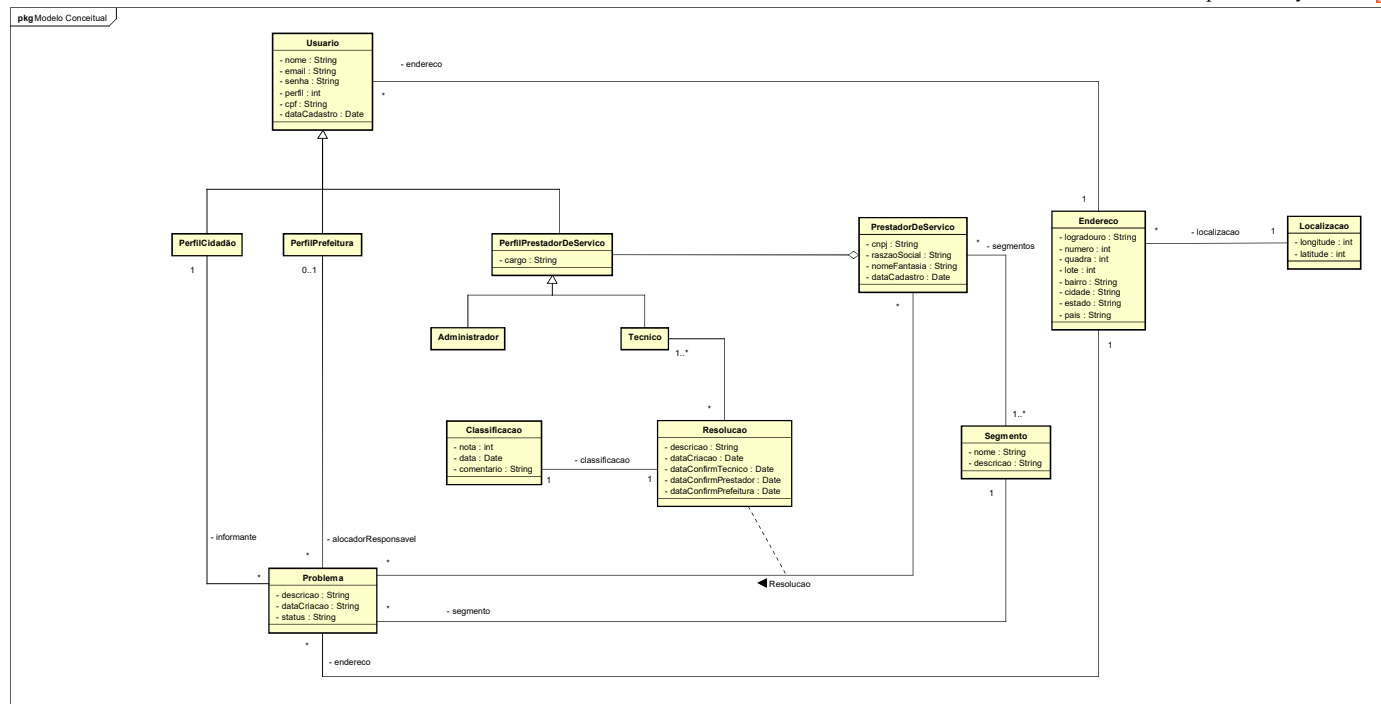 pkg Modelo Conceitual
Usuario
- nome : String
- email : String
- senha : String
- perfil : int
- cpf : String
- dataCadastro : Date
- endereco
*
1
PerfilCidadão
1
PerfilPrefeitura
0..1
PerfilPrestadorDeServico
- cargo : String
PrestadorDeServico
- cnpj : String
- raszaoSocial : String
- nomeFantasia : String
- dataCadastro : Date
*
- segmentos
*
Endereco
- logradouro : String
- numero : int
- quadra : int
- lote : int
- bairro : String
- cidade : String
- estado : String
- pais : String
*
- localizacao
1
1
Localizacao
- longitude : int
- latitude : int
Administrador
Tecnico
1..*
*
1..*
Classificacao
- nota : int
- data : Date
- comentario : String
1
- classificacao
1
Resolucao
- descricao : String
- dataCriacao : Date
- dataConfirmTecnico : Date
- dataConfirmPrestador : Date
- dataConfirmPrefeitura : Date
Segmento
- nome : String
- descricao : String
1
- informante
- alocadorResponsavel
*
*
*
Resolucao
Problema
- descricao : String
- dataCriacao : String
- status : String
*
- segmento
*
- endereco